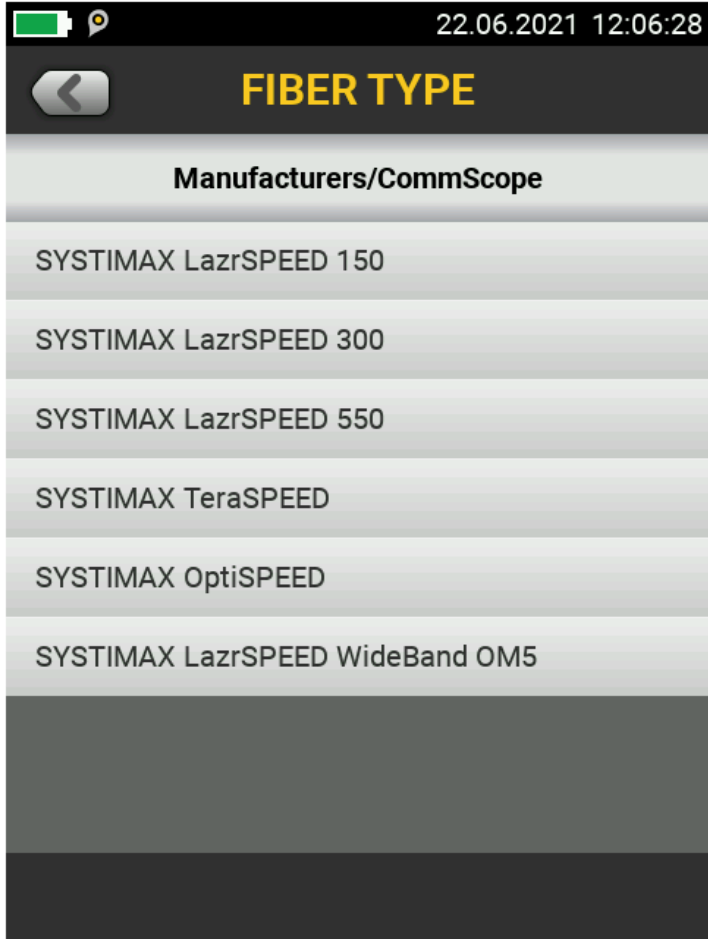 22.06.2021 12:06:28
FIBER TYPE
Manufacturers/CommScope
SYSTIMAX LazrSPEED 150
SYSTIMAX LazrSPEED 300
SYSTIMAX LazrSPEED 550
SYSTIMAX TeraSPEED
SYSTIMAX OptiSPEED
SYSTIMAX LazrSPEED WideBand OM5